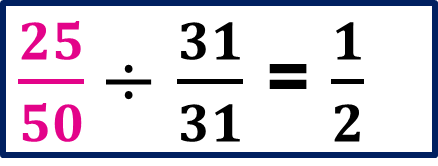 25/50 ÷ 31/31 = 1/2